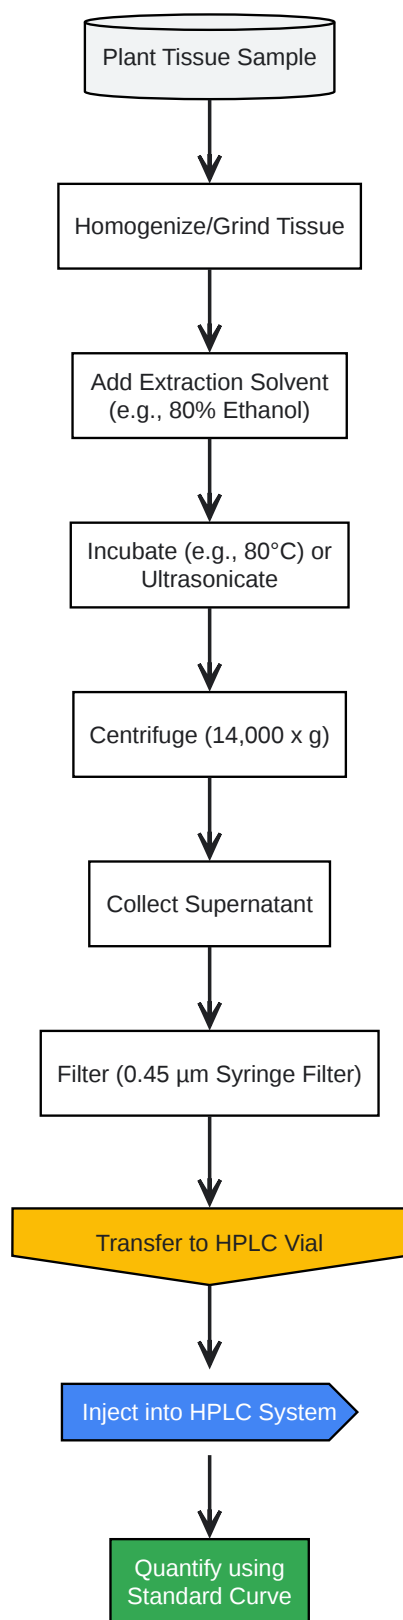 Plant Tissue Sample
Homogenize/Grind Tissue
Add Extraction Solvent
(e.g., 80% Ethanol)
Incubate (e.g., 80°C) or
Ultrasonicate
Centrifuge (14,000 x g)
Collect Supernatant
Filter (0.45 µm Syringe Filter)
Transfer to HPLC Vial
Inject into HPLC System
Quantify using
Standard Curve